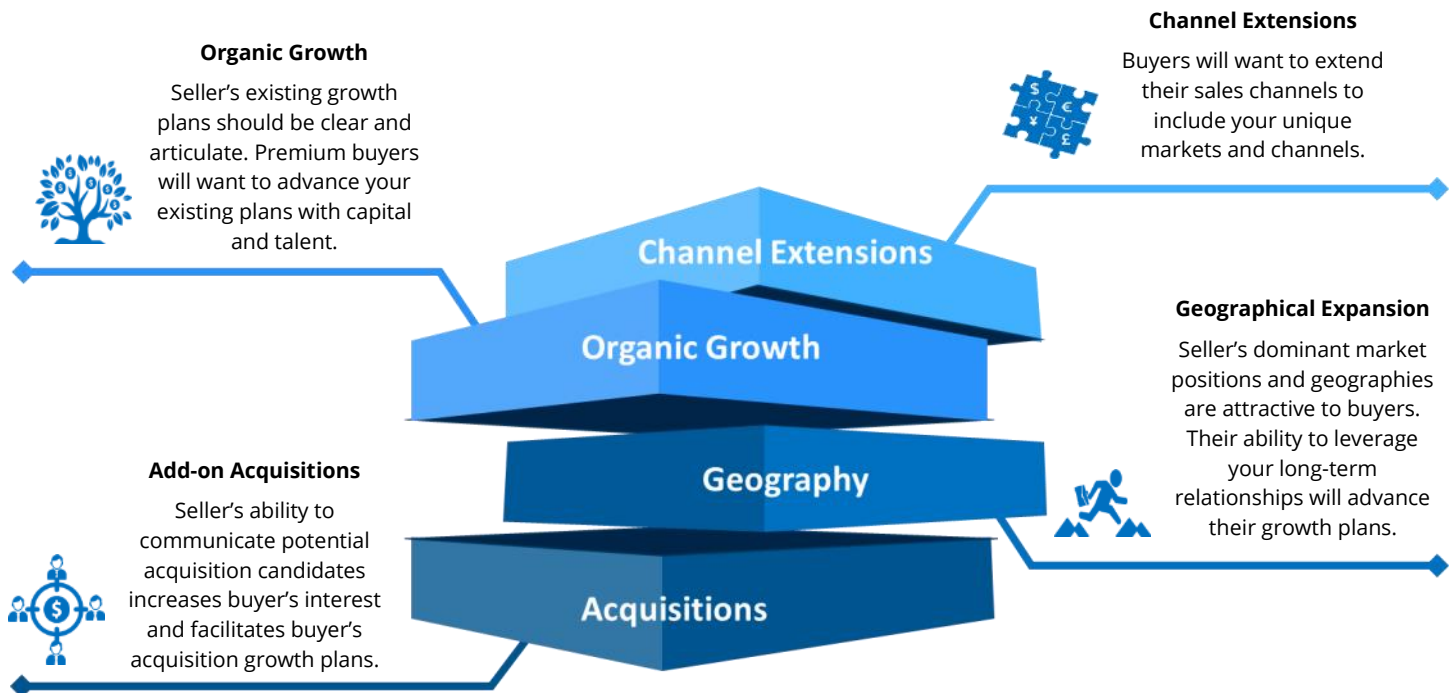 Organic Growth
Seller’s existing growth
plans should be clear and
articulate. Premium buyers
will want to advance your
existing plans with capital
and talent.
Channel Extensions
Buyers will want to extend
their sales channels to
include your unique
markets and channels.
$ €
¥ £
Channel Extensions
Organic Growth
Geography
Acquisitions
Geographical Expansion
Seller’s dominant market
positions and geographies
are attractive to buyers.
Their ability to leverage
your long-term
relationships will advance
their growth plans.
Add-on Acquisitions
Seller’s ability to
communicate potential
acquisition candidates
increases buyer’s interest
and facilitates buyer’s
acquisition growth plans.
$